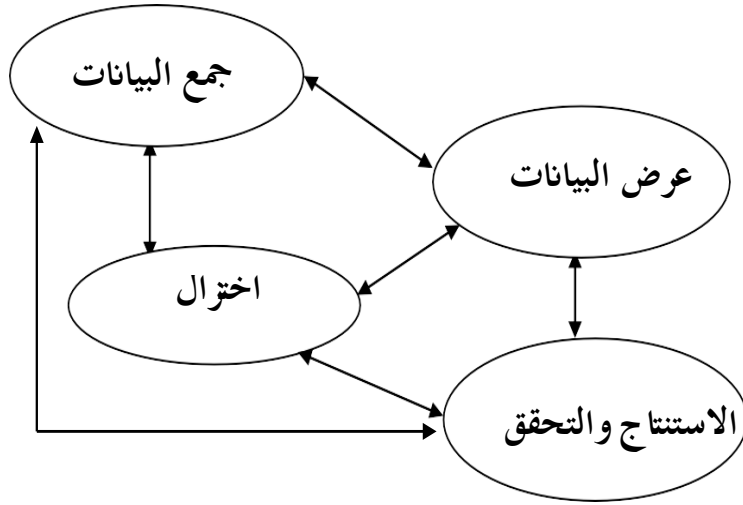 جمع البيانات
عرض البيانات
اختزال
الاستنتاج والتحقق